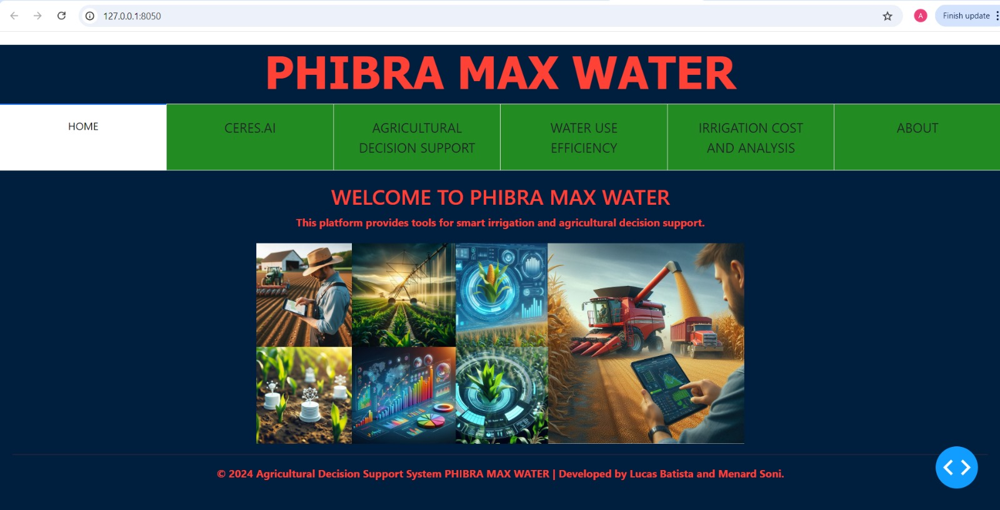 127.0.0.1:8050
A
Finish update
PHIBRA MAX WATER
HOME
CERES.AI
AGRICULTURAL
DECISION SUPPORT
WATER USE
EFFICIENCY
IRRIGATION COST
AND ANALYSIS
ABOUT
WELCOME TO PHIBRA MAX WATER
This platform provides tools for smart irrigation and agricultural decision support.
© 2024 Agricultural Decision Support System PHIBRA MAX WATER | Developed by Lucas Batista and Menard Soni.